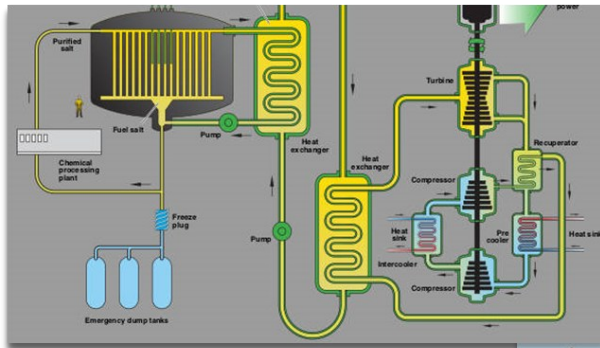 power
Purified
salt
Fuel salt
Pump
Heat
exchanger
Chemical
processing
plant
Freeze
plug
Emergency dump tanks
Pump
Heat
exchanger
Turbine
Recuperator
Compressor
Heat
sink
Pre
cooler
Heat sink
Intercooler
Compressor